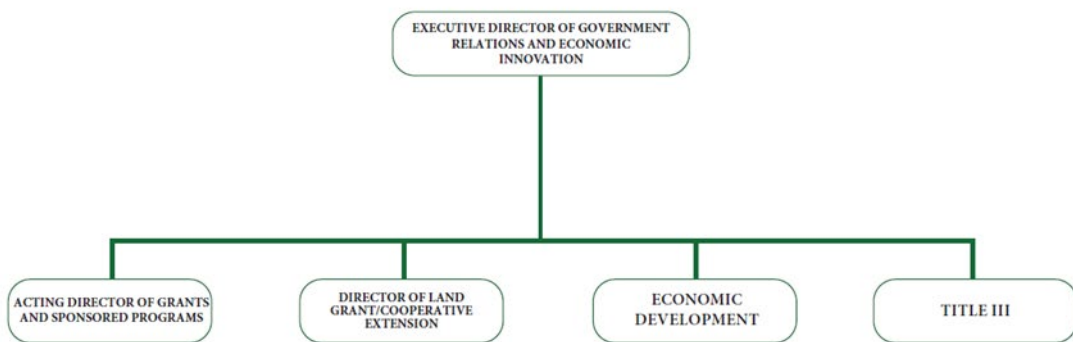 EXECUTIVE DIRECTOR OF GOVERNMENT
RELATIONS AND ECONOMIC
INNOVATION
ACTING DIRECTOR OF GRANTS
AND SPONSORED PROGRAMS
DIRECTOR OF LAND
GRANT/COOPERATIVE
EXTENSION
ECONOMIC
DEVELOPMENT
TITLE III